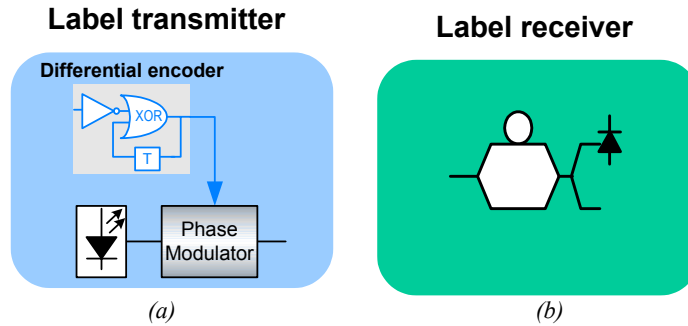 Label transmitter
Label receiver
Differential encoder
XOR
T
Phase
Modulator
(a)
(b)